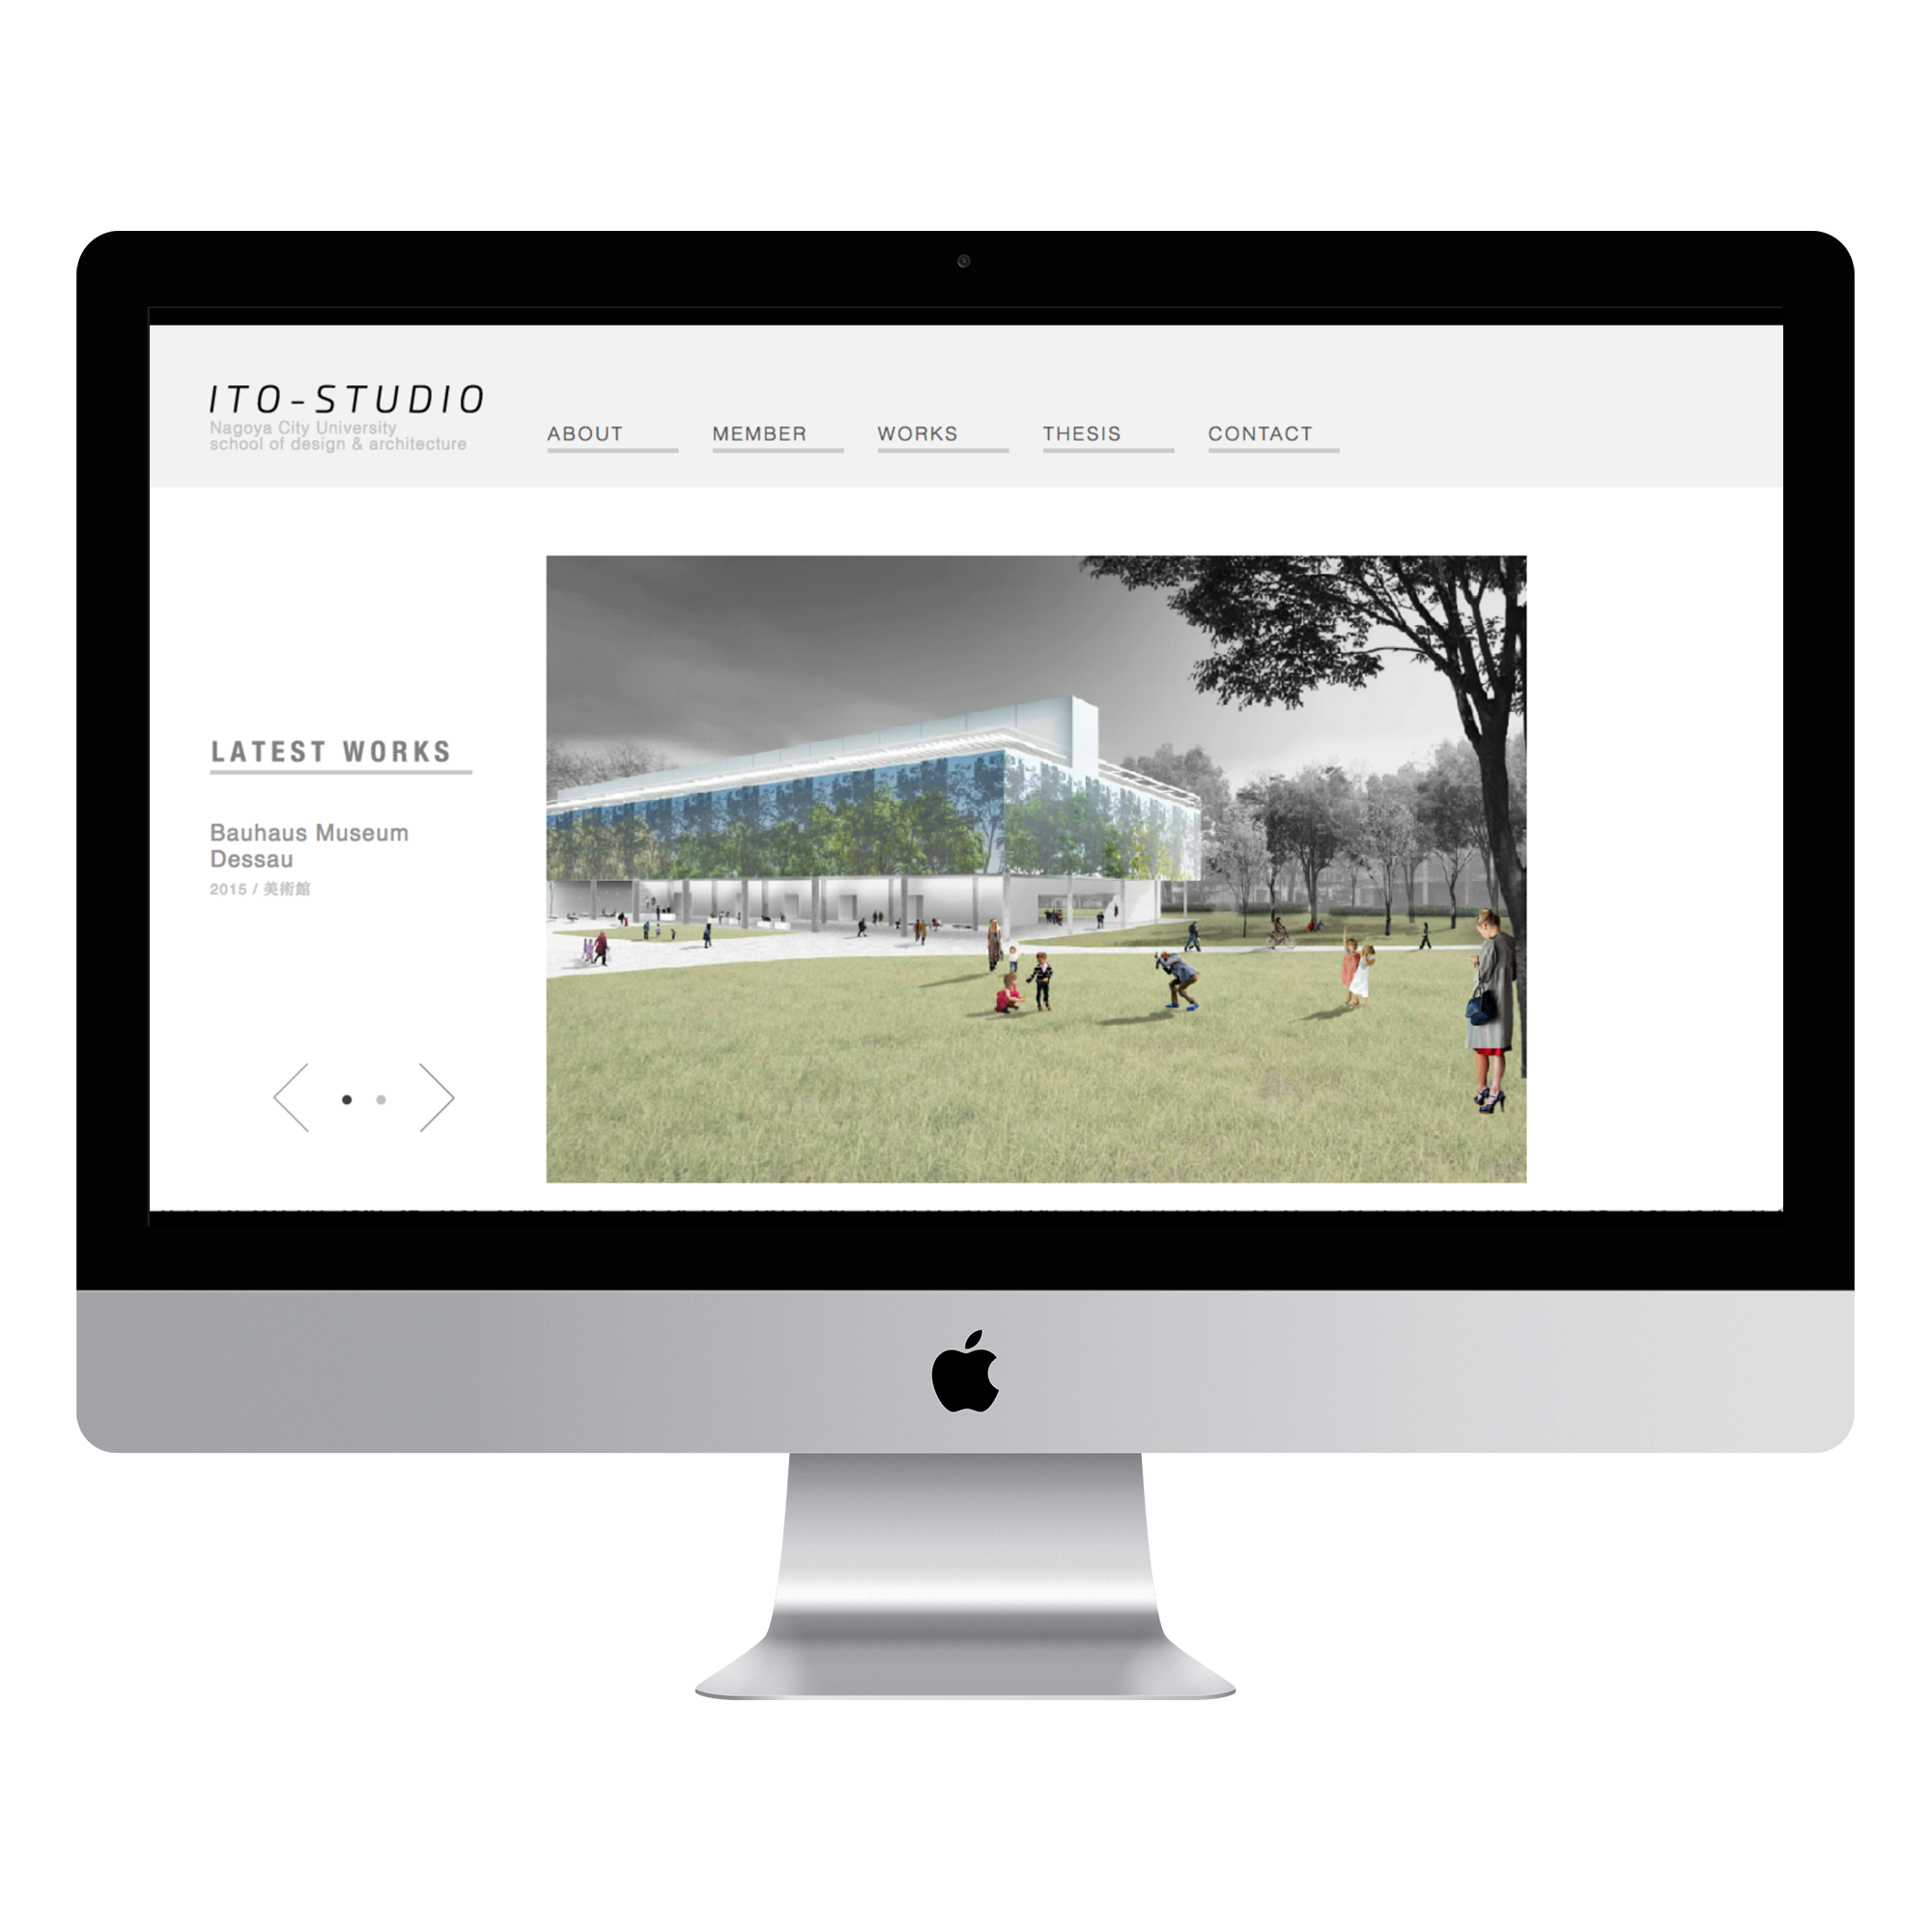 ITO-STUDIO
Nagoya City University
school of design & architecture
ABOUT
MEMBER
WORKS
THESIS
CONTACT
LATEST WORKS
Bauhaus Museum
Dessau
2015 / 美術館